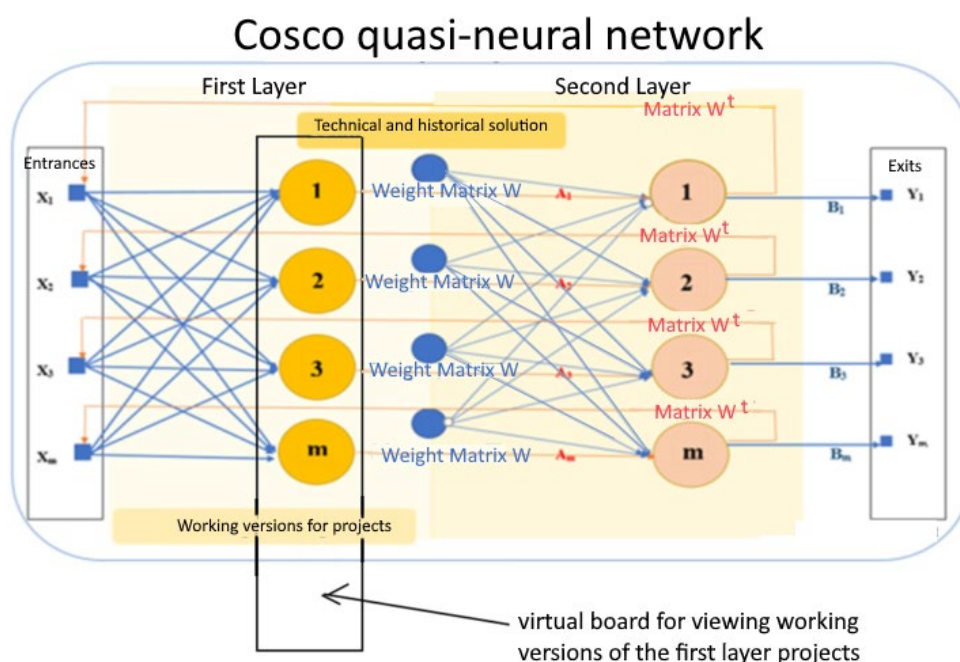 Cosco quasi-neural network
First Layer
Second Layer
Matrix W^t
Technical and historical solution
Entrances
Exits
X₁
1
Weight Matrix W
A₁
1
B₁
Y₁
Matrix W^t
X₂
2
Weight Matrix W
A₂
2
B₂
Y₂
Matrix W^t
X₃
3
Weight Matrix W
A₃
3
B₃
Y₃
Matrix W^t
Xₘ
m
Weight Matrix W
Aₘ
m
Bₘ
Yₘ
Working versions for projects
virtual board for viewing working
versions of the first layer projects